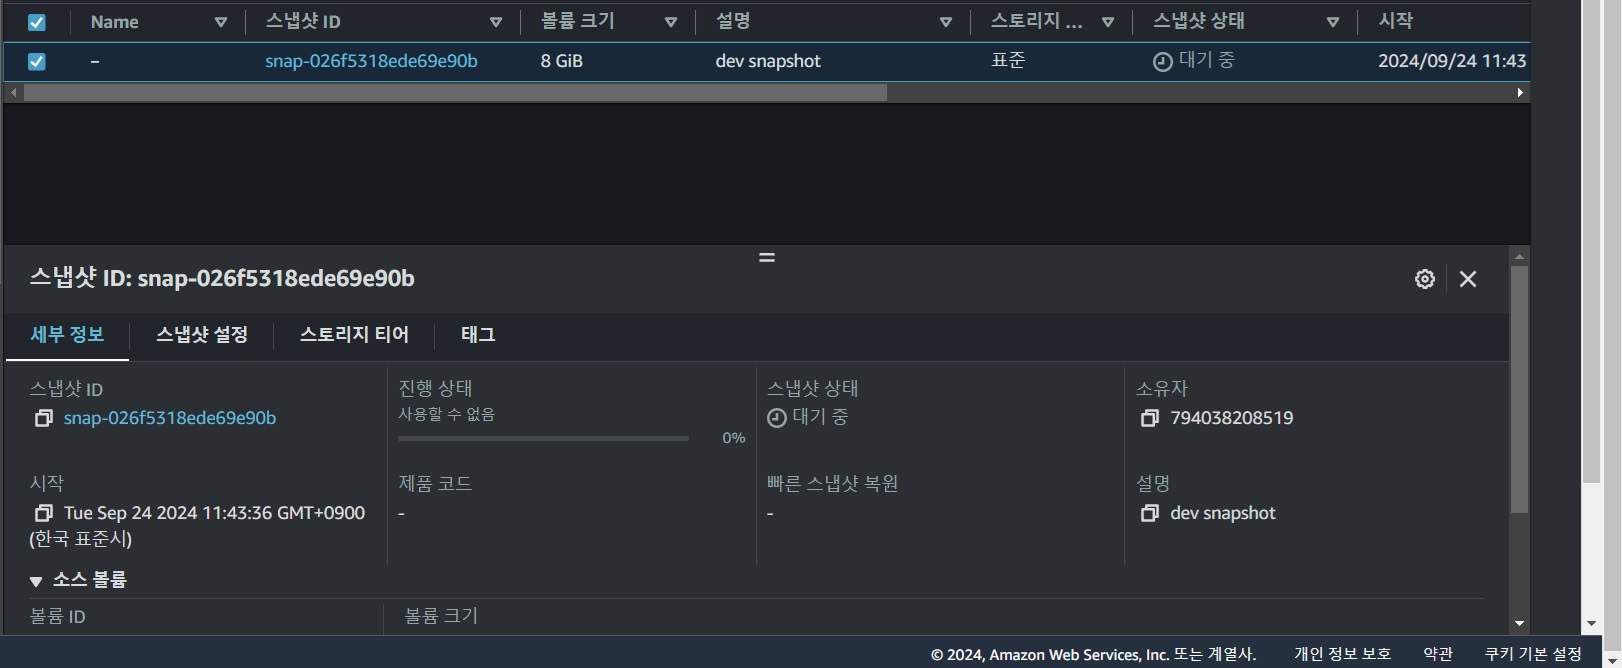 Name 스냅샷 ID 볼륨 크기 설명 스토리지 ... 스냅샷 상태 시작
– snap-026f5318ede69e90b 8 GiB dev snapshot 표준 대기 중 2024/09/24 11:43
스냅샷 ID: snap-026f5318ede69e90b
세부 정보 스냅샷 설정 스토리지 티어 태그
스냅샷 ID 진행 상태 스냅샷 상태 소유자
snap-026f5318ede69e90b 사용할 수 없음 대기 중 794038208519
0%
시작 제품 코드 빠른 스냅샷 복원 설명
Tue Sep 24 2024 11:43:36 GMT+0900 - - dev snapshot
(한국 표준시)
소스 볼륨
볼륨 ID 볼륨 크기
© 2024, Amazon Web Services, Inc. 또는 계열사. 개인 정보 보호 약관 쿠키 기본 설정